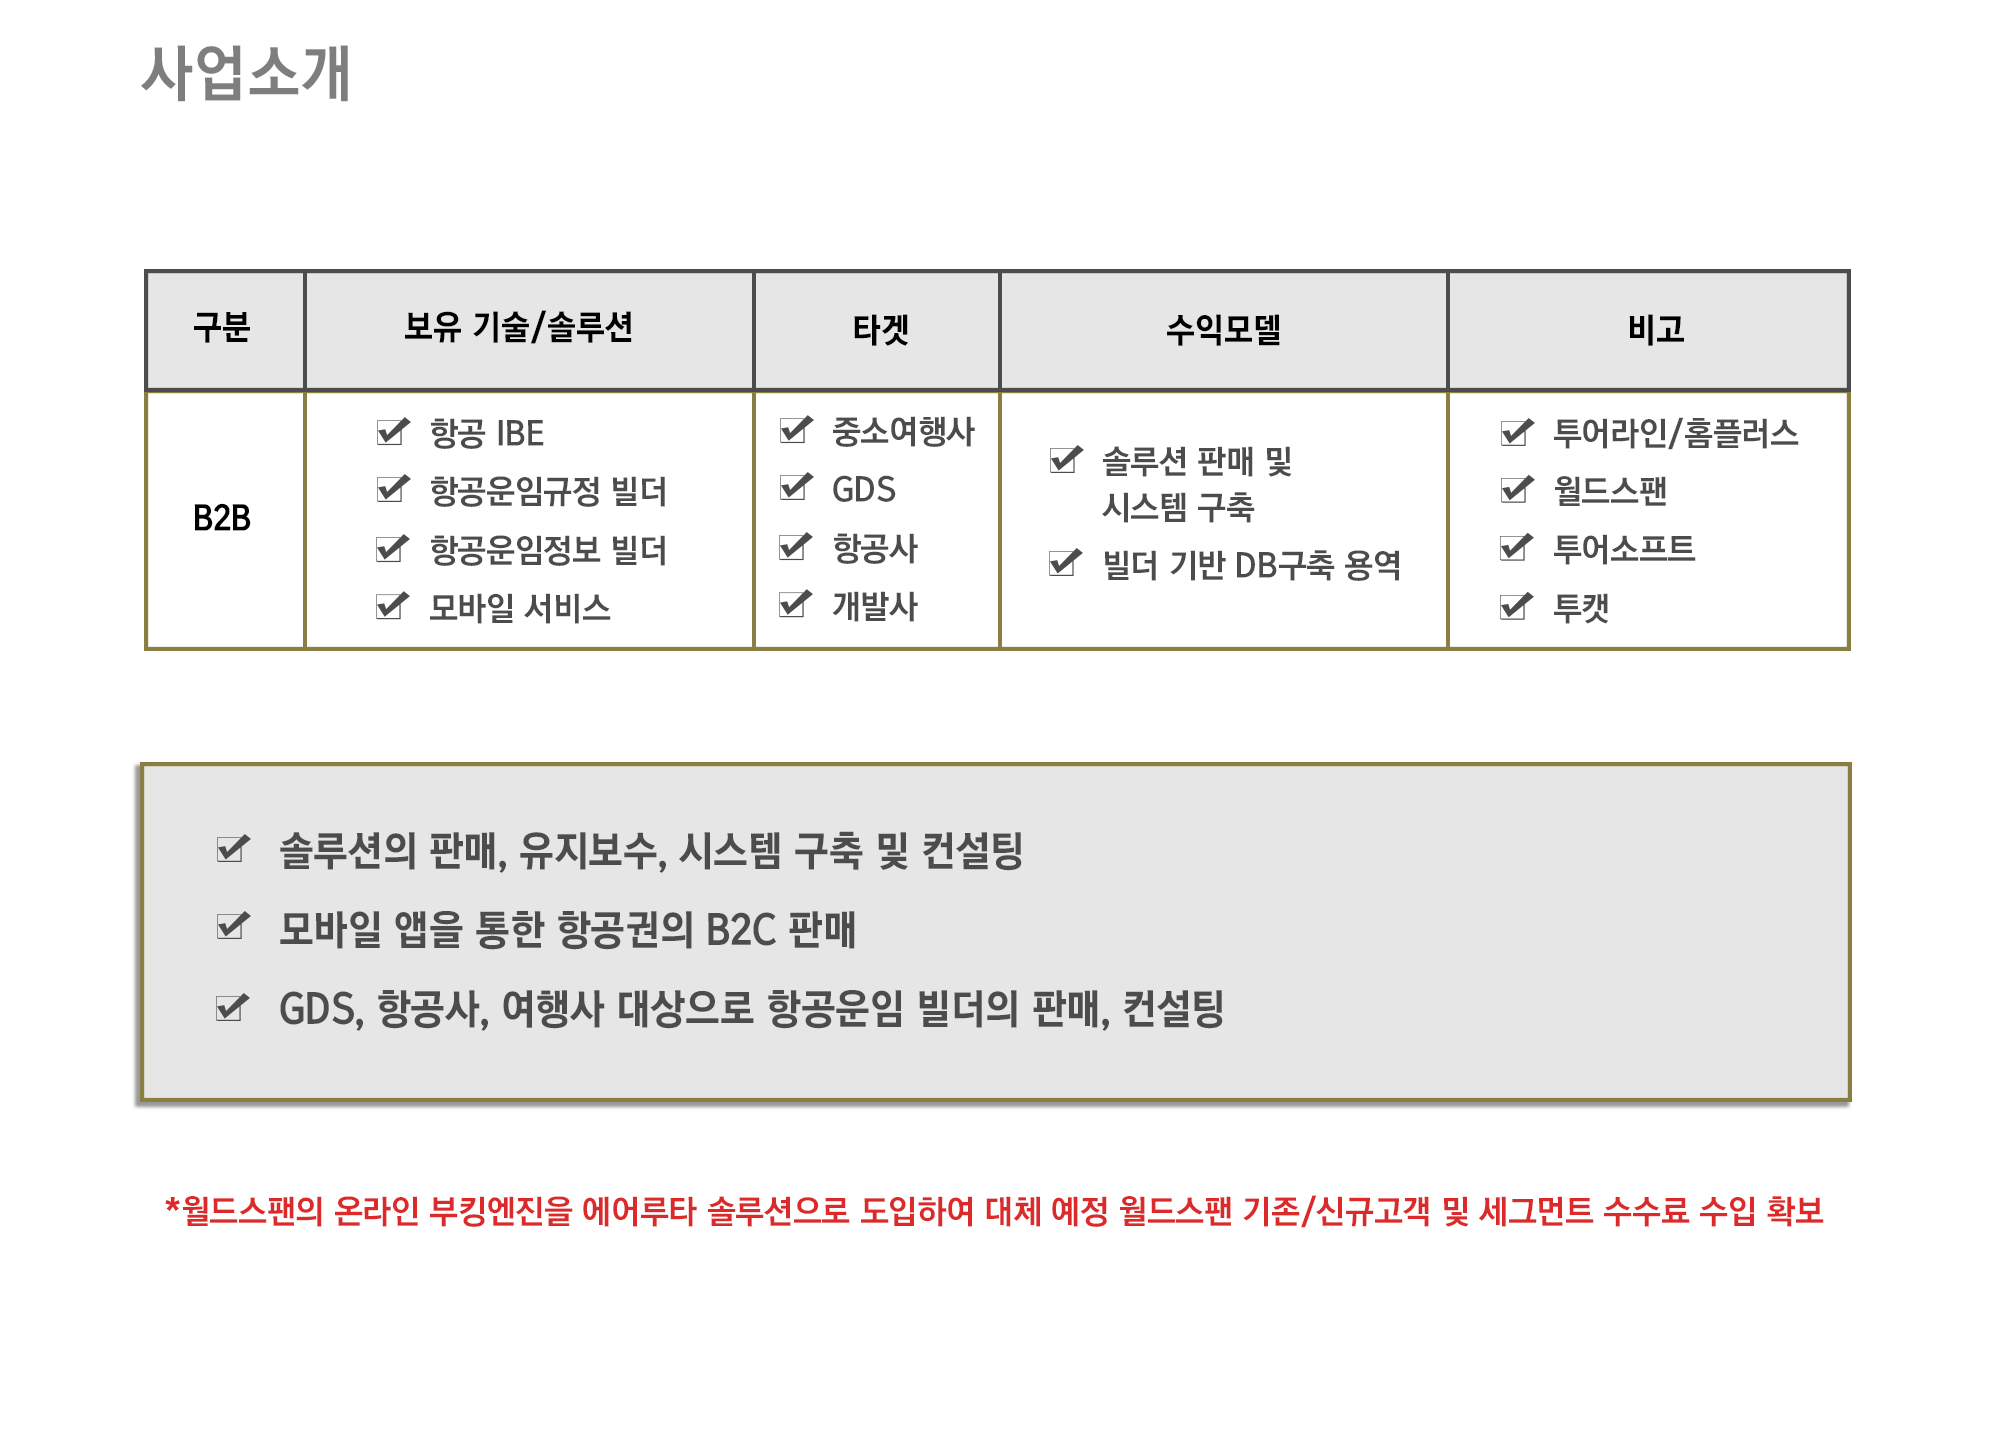 사업소개
구분
보유 기술/솔루션
타겟
수익모델
비고
B2B
항공 IBE
항공운임규정 빌더
항공운임정보 빌더
모바일 서비스
중소여행사
GDS
항공사
개발사
솔루션 판매 및
시스템 구축
빌더 기반 DB구축 용역
투어라인/홈플러스
월드스팬
투어소프트
투캣
솔루션의 판매, 유지보수, 시스템 구축 및 컨설팅
모바일 앱을 통한 항공권의 B2C 판매
GDS, 항공사, 여행사 대상으로 항공운임 빌더의 판매, 컨설팅
*월드스팬의 온라인 부킹엔진을 에어루타 솔루션으로 도입하여 대체 예정 월드스팬 기존/신규고객 및 세그먼트 수수료 수입 확보